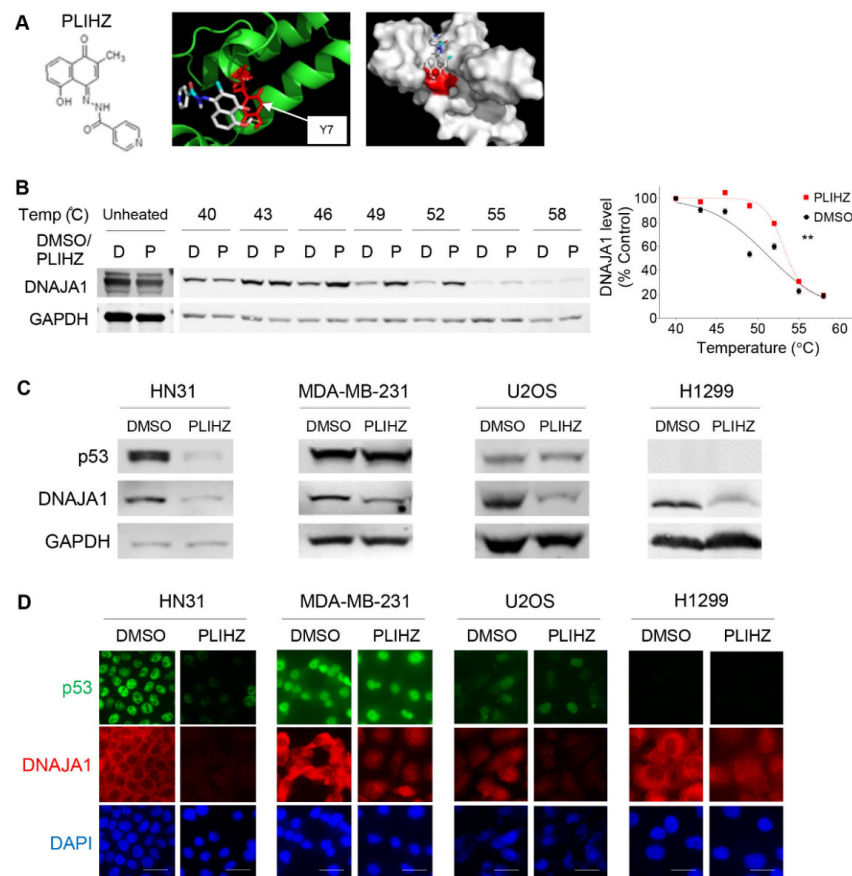 A
PLIHZ
O
CH₃
OH
N
NH
O
N
Y7
B
Temp (°C) Unheated 40 43 46 49 52 55 58
DMSO/
PLIHZ
D P D P D P D P D P D P D P D P
DNAJA1
GAPDH
DNAJA1 level
(% Control)
100
80
60
40
20
0
40 45 50 55 60
Temperature (°C)
PLIHZ
DMSO
**
C
HN31 MDA-MB-231 U2OS H1299
DMSO PLIHZ DMSO PLIHZ DMSO PLIHZ DMSO PLIHZ
p53
DNAJA1
GAPDH
D
HN31 MDA-MB-231 U2OS H1299
DMSO PLIHZ DMSO PLIHZ DMSO PLIHZ DMSO PLIHZ
p53
DNAJA1
DAPI